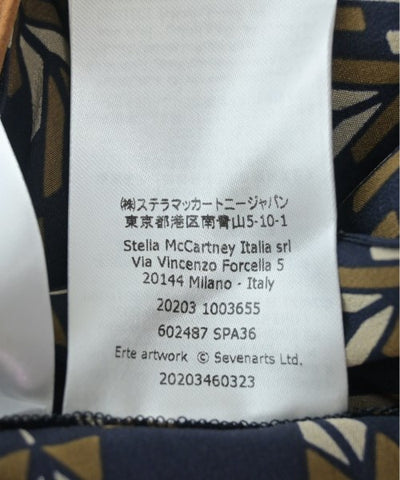 ㈱ステラマッカートニージャパン
東京都港区南青山5-10-1
Stella McCartney Italia srl
Via Vincenzo Forcella 5
20144 Milano - Italy
20203 1003655
602487 SPA36
Erte artwork © Sevenarts Ltd.
20203460323